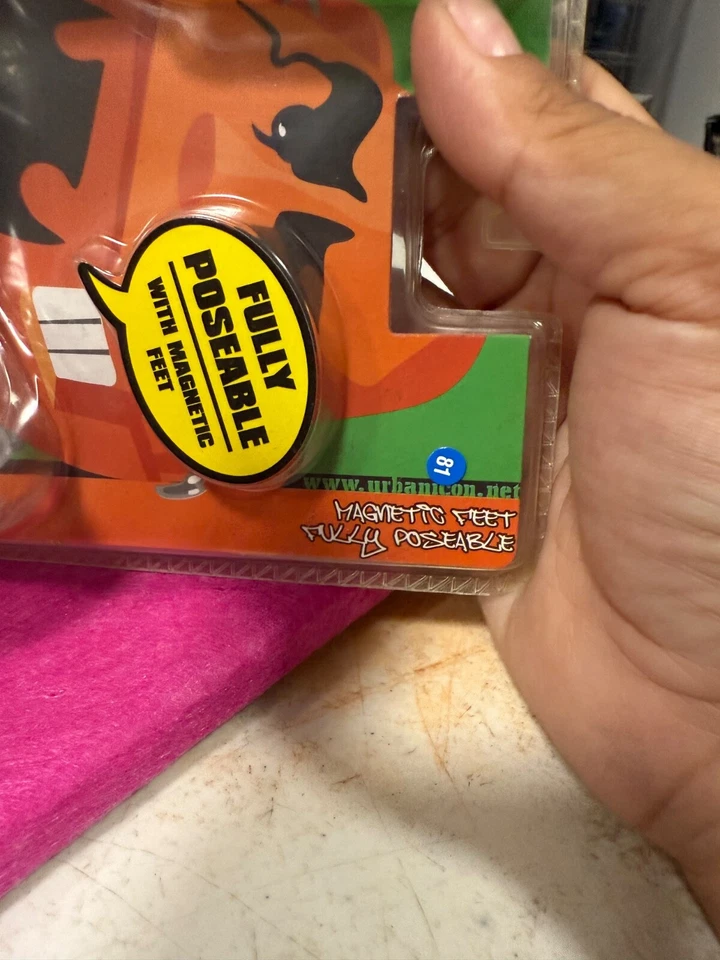 FULLY
POSEABLE
WITH MAGNETIC
FEET
81
www.urbanicon.net
MAGNETIC FEET
FULLY POSEABLE